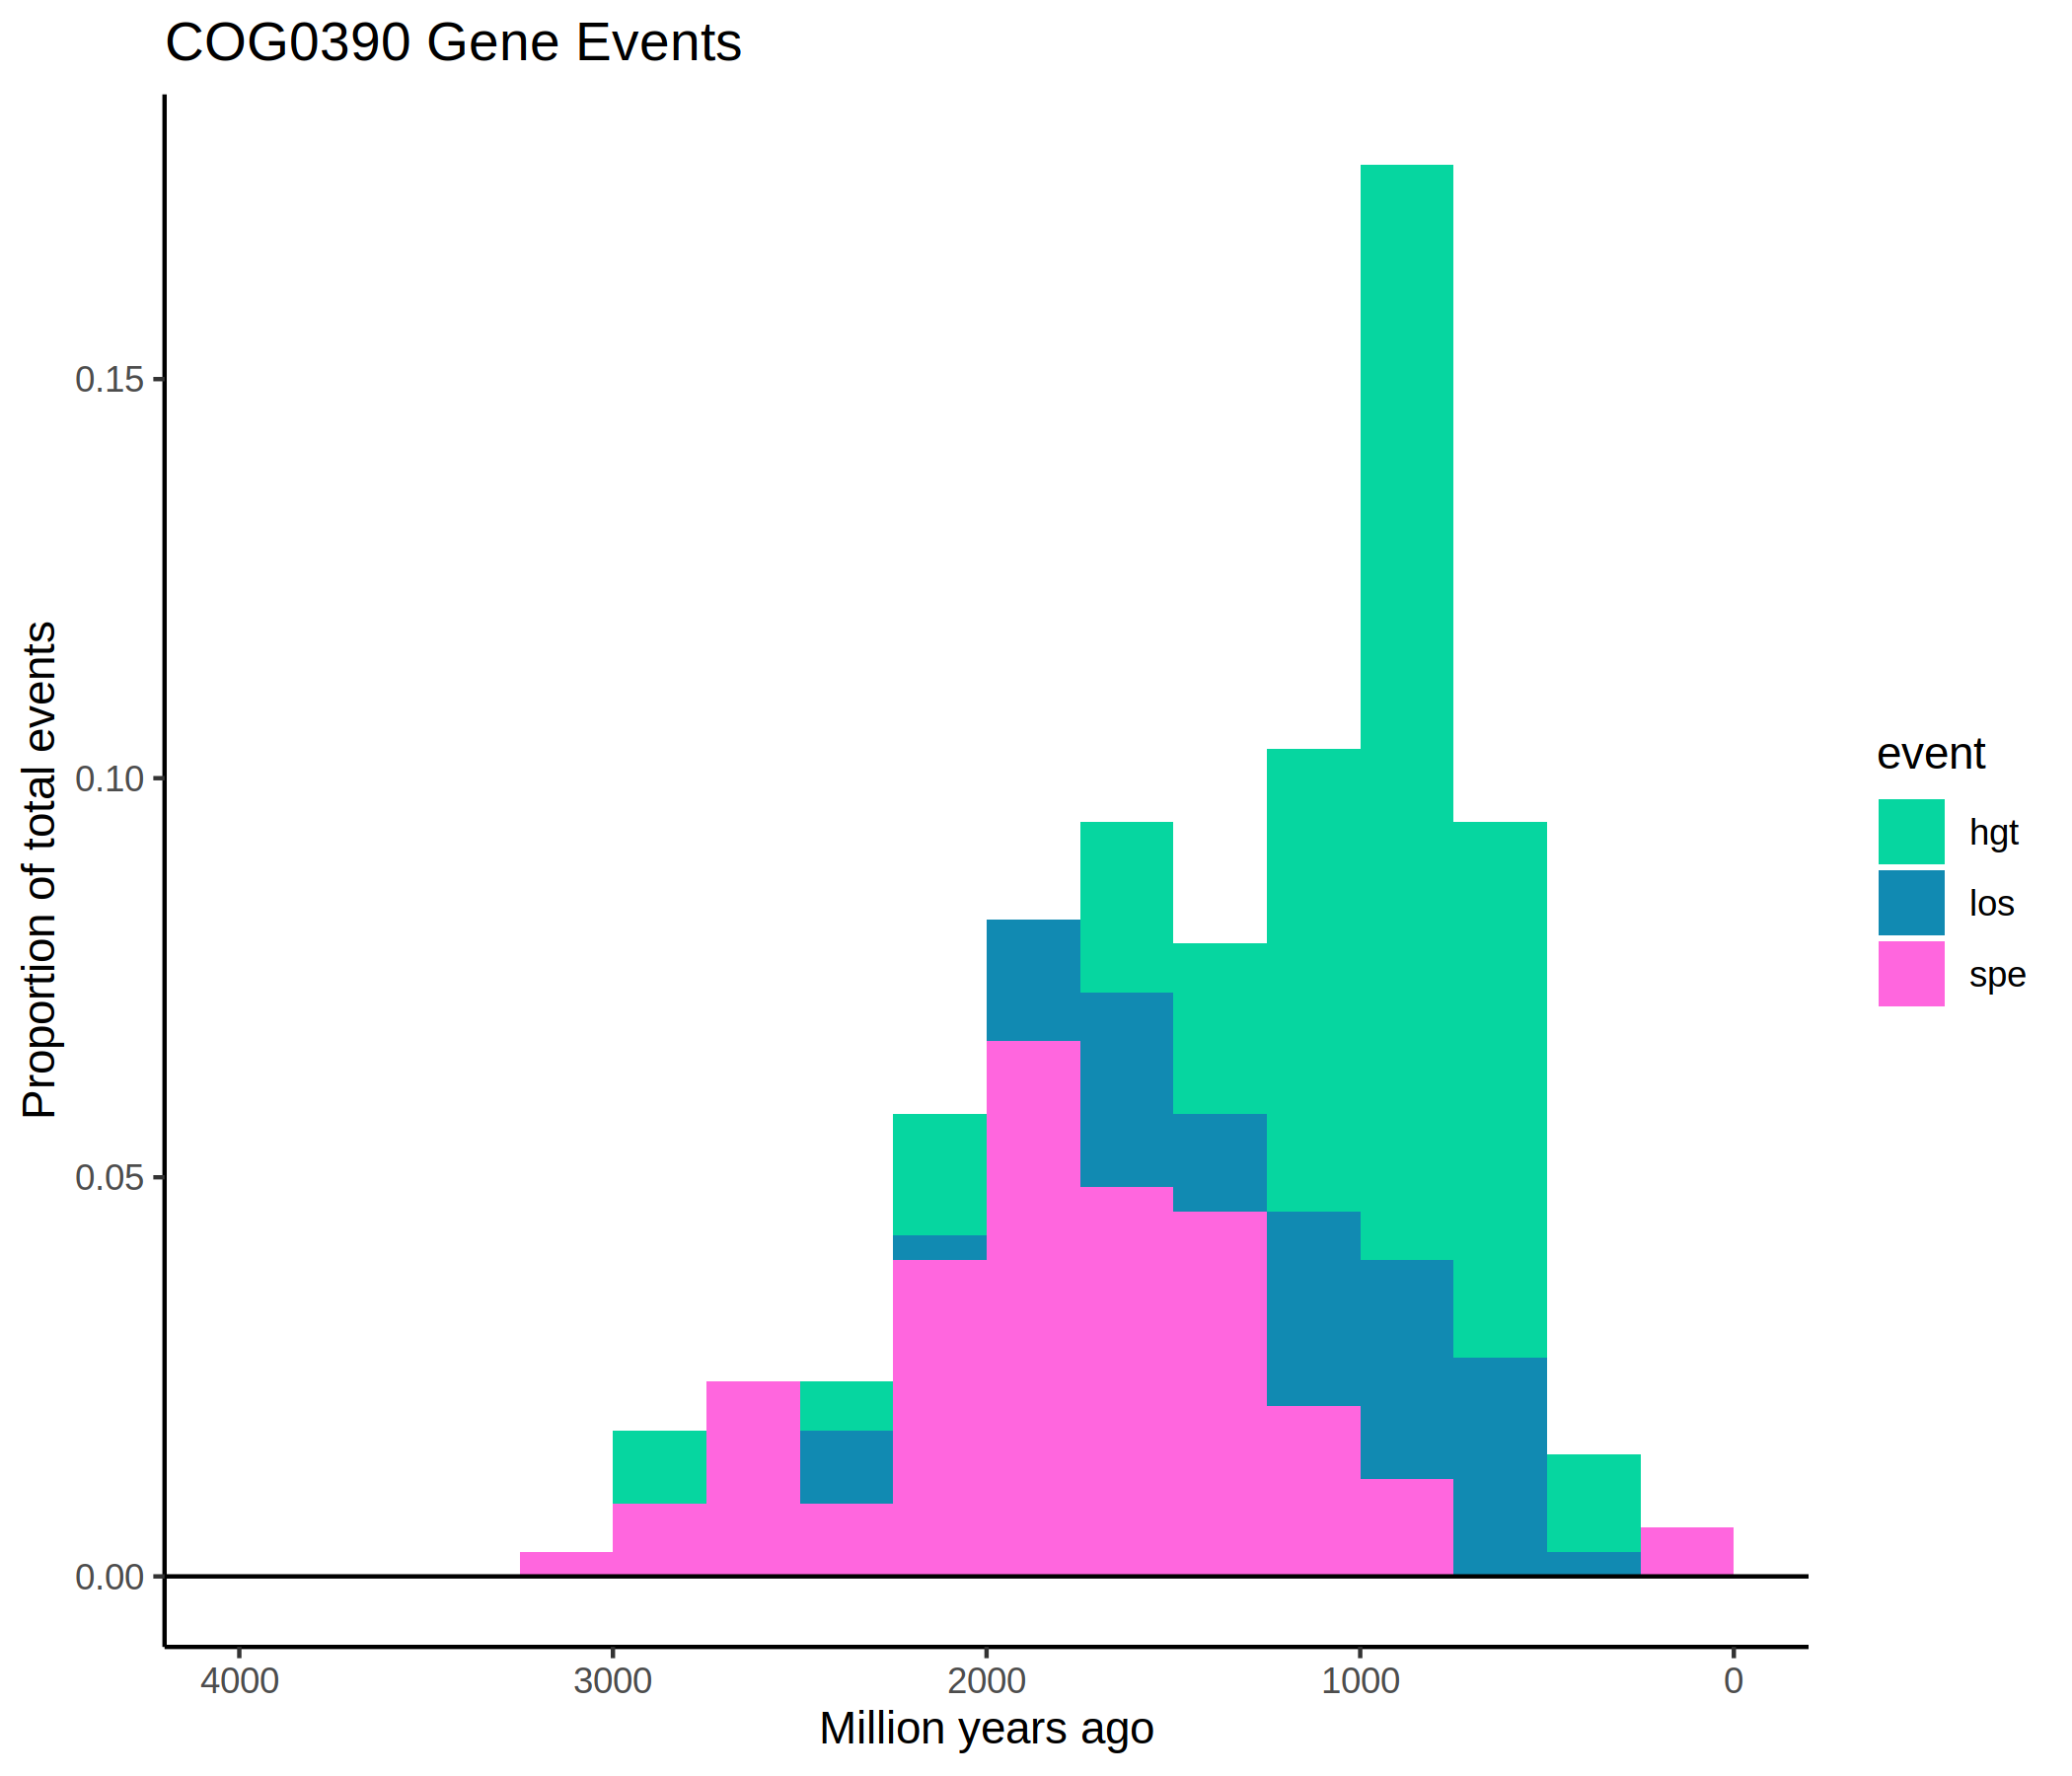 COG0390 Gene Events
Proportion of total events
0.15
0.10
0.05
0.00
4000 3000 2000 1000 0
Million years ago
event
hgt
los
spe